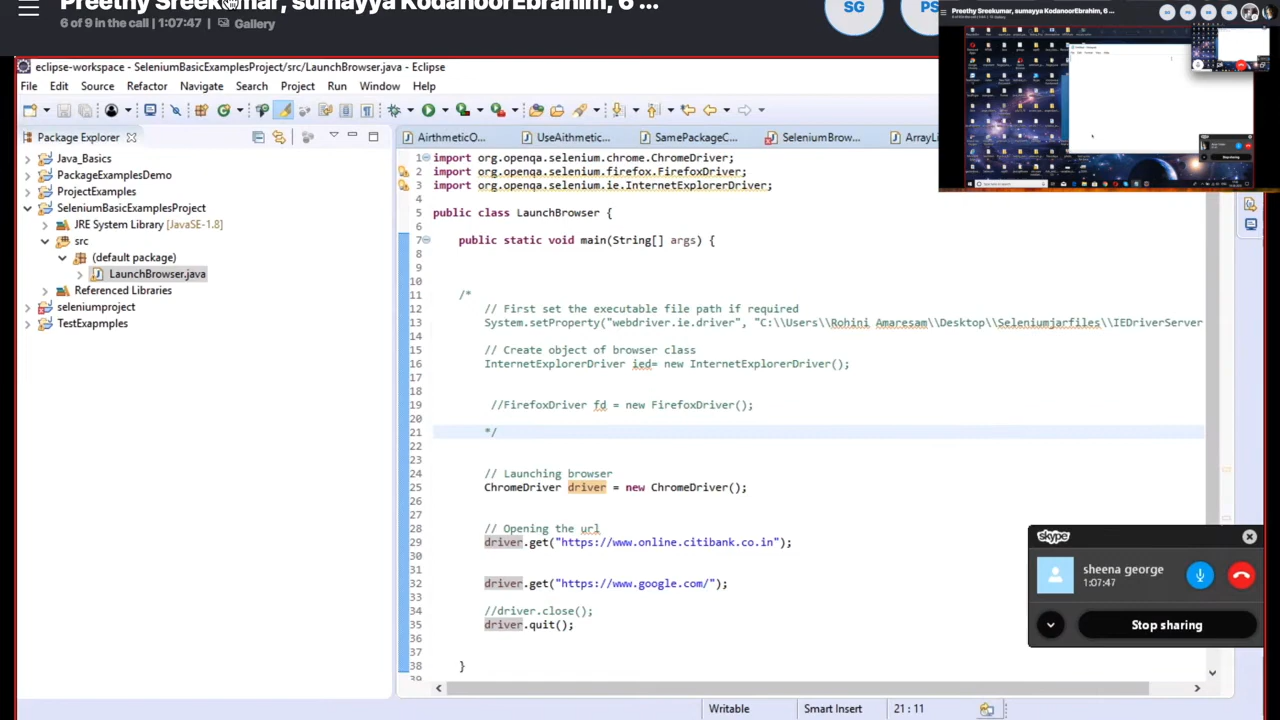 Preethy Sreekumar, sumayya KodanoorEbrahim, 6 ...
6 of 9 in the call | 1:07:47 | Gallery
SG
PS
eclipse-workspace - SeleniumBasicExamplesProject/src/LaunchBrowser.java - Eclipse
File Edit Source Refactor Navigate Search Project Run Window Help
Package Explorer
AirthmeticO... UseAithmetic... SamePackageC... SeleniumBrow... ArrayLi
Java_Basics
PackageExamplesDemo
ProjectExamples
SeleniumBasicExamplesProject
JRE System Library [JavaSE-1.8]
src
(default package)
LaunchBrowser.java
Referenced Libraries
seleniumproject
TestExapmples
1 import org.openqa.selenium.chrome.ChromeDriver;
2 import org.openqa.selenium.firefox.FirefoxDriver;
3 import org.openqa.selenium.ie.InternetExplorerDriver;
4
5 public class LaunchBrowser {
6
7 public static void main(String[] args) {
8
9
10
11 /*
12 // First set the executable file path if required
13 System.setProperty("webdriver.ie.driver", "C:\\Users\\Rohini Amaresam\\Desktop\\Seleniumjarfiles\\IEDriverServer
14
15 // Create object of browser class
16 InternetExplorerDriver ied= new InternetExplorerDriver();
17
18
19 //FirefoxDriver fd = new FirefoxDriver();
20
21 */
22
23
24 // Launching browser
25 ChromeDriver driver = new ChromeDriver();
26
27
28 // Opening the url
29 driver.get("https://www.online.citibank.co.in");
30
31
32 driver.get("https://www.google.com/");
33
34 //driver.close();
35 driver.quit();
36
37
38 }
39
Writable Smart Insert 21 : 11
skype
sheena george
1:07:47
Stop sharing
Preethy Sreekumar, sumayya KodanoorEbrahim, 6 ...